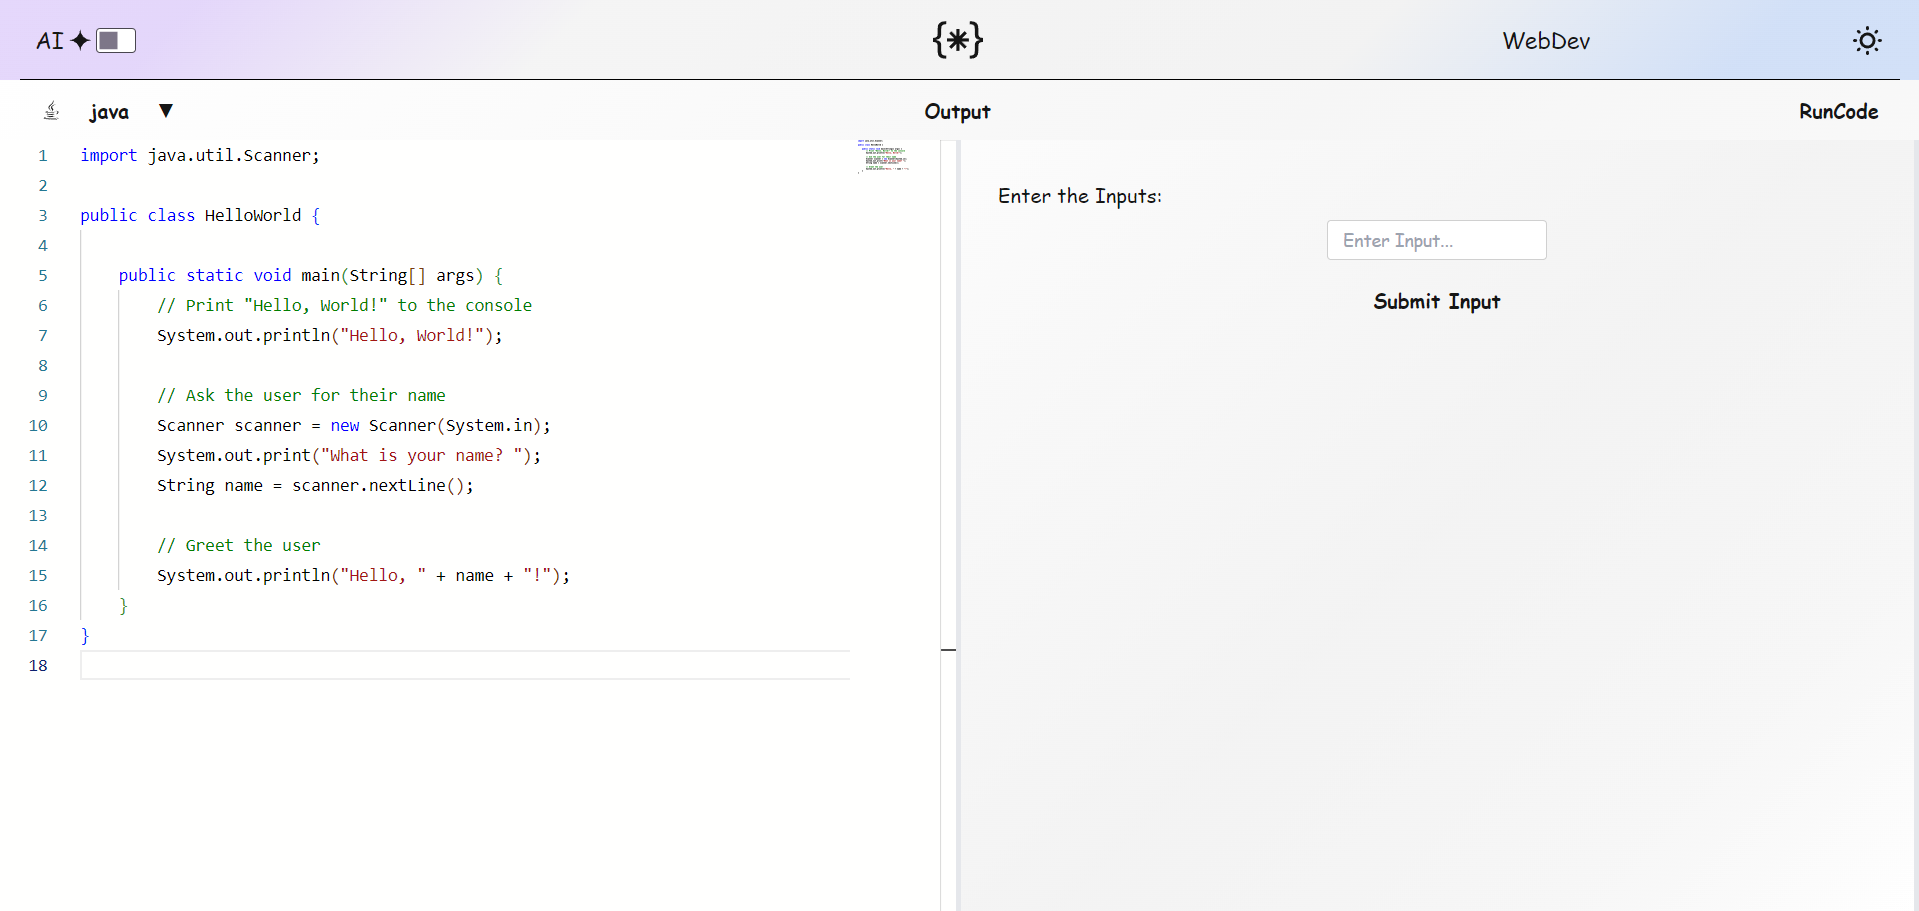 AI
{*}
WebDev
java ▼
Output
RunCode
1 import java.util.Scanner;
2
3 public class HelloWorld {
4
5     public static void main(String[] args) {
6         // Print "Hello, World!" to the console
7         System.out.println("Hello, World!");
8
9         // Ask the user for their name
10         Scanner scanner = new Scanner(System.in);
11         System.out.print("What is your name? ");
12         String name = scanner.nextLine();
13
14         // Greet the user
15         System.out.println("Hello, " + name + "!");
16     }
17 }
18
Enter the Inputs:
Enter Input...
Submit Input